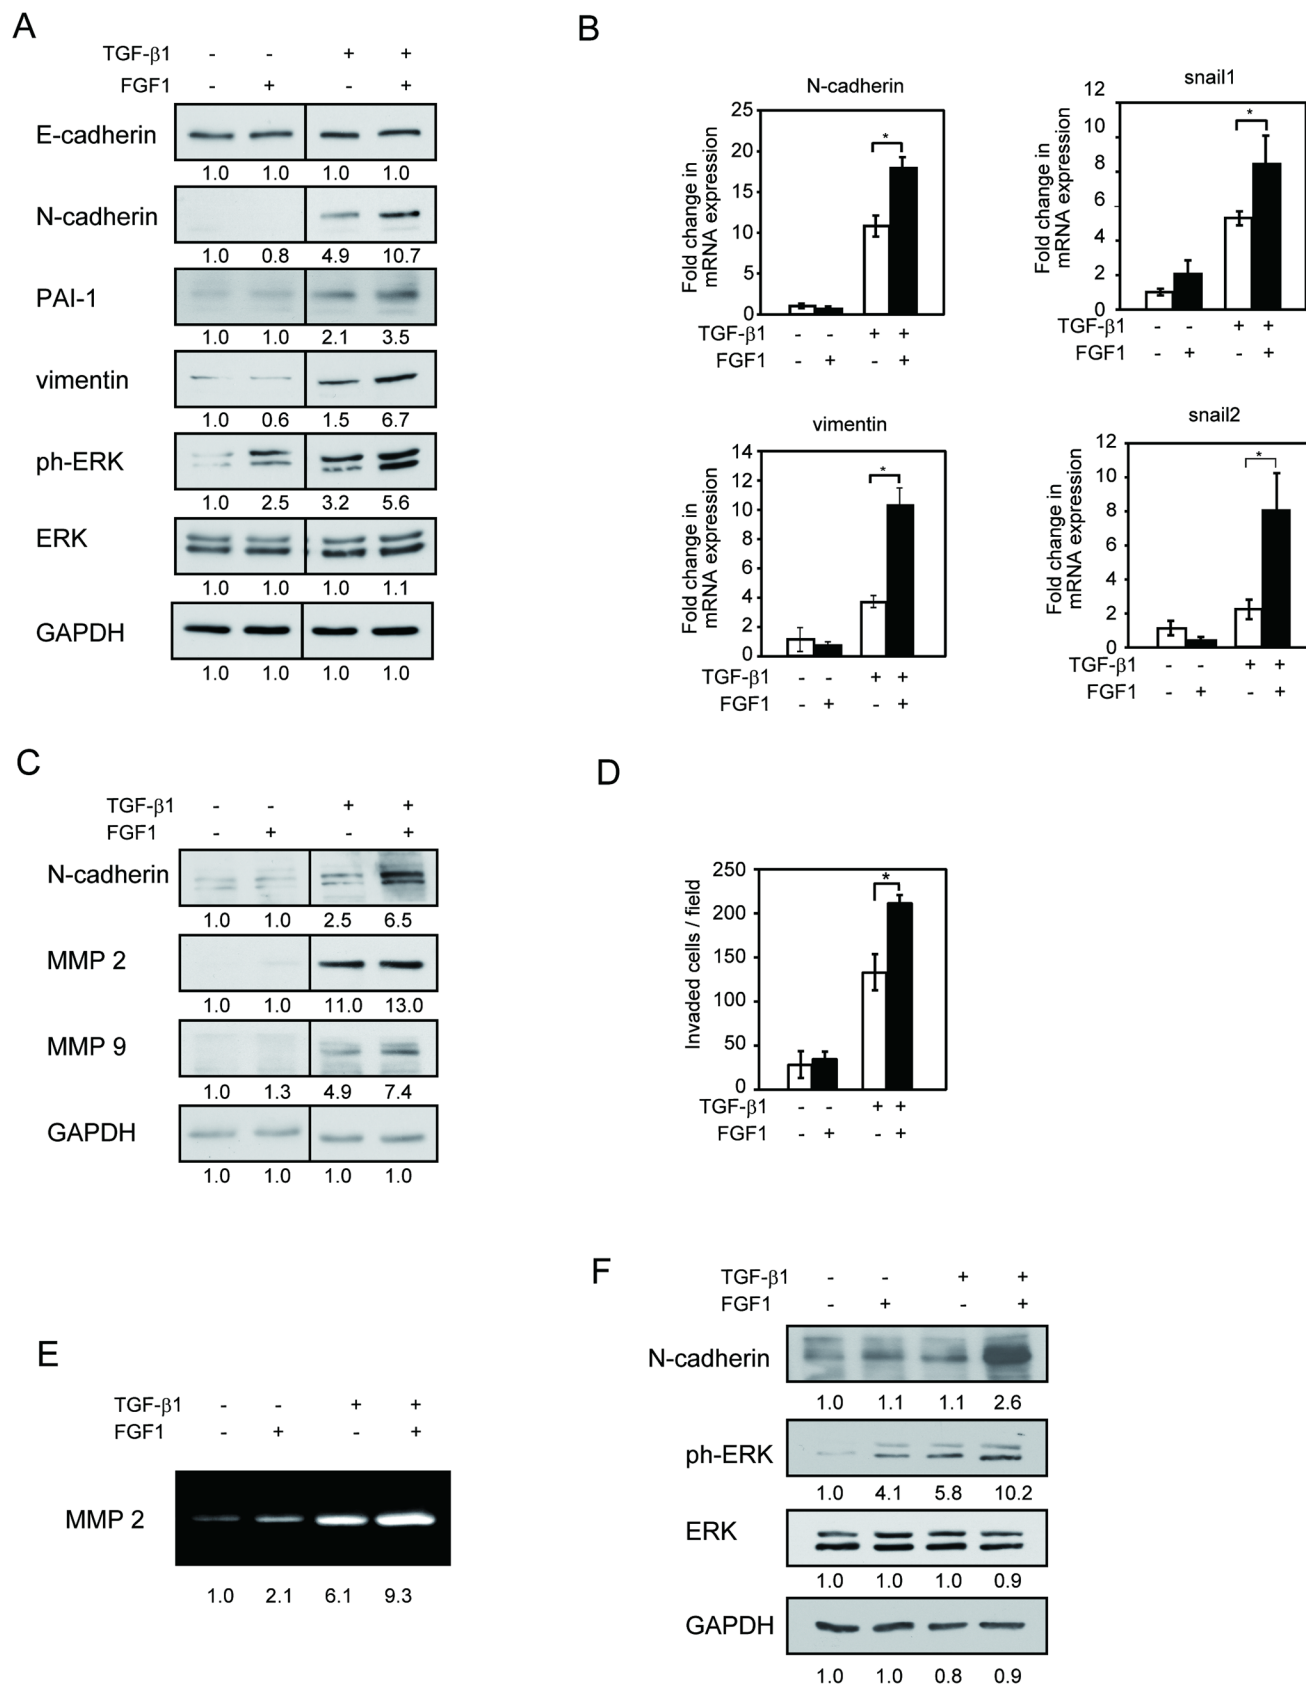 A
TGF-β1 - - + +
FGF1 - + - +
E-cadherin
1.0 1.0 1.0 1.0
N-cadherin
1.0 0.8 4.9 10.7
PAI-1
1.0 1.0 2.1 3.5
vimentin
1.0 0.6 1.5 6.7
ph-ERK
1.0 2.5 3.2 5.6
ERK
1.0 1.0 1.0 1.1
GAPDH
1.0 1.0 1.0 1.0
B
N-cadherin
Fold change in
mRNA expression
25
20
15
10
5
0
*
TGF-β1 - - + +
FGF1 - + - +
snail1
Fold change in
mRNA expression
12
10
8
6
4
2
0
*
TGF-β1 - - + +
FGF1 - + - +
vimentin
Fold change in
mRNA expression
14
12
10
8
6
4
2
0
*
TGF-β1 - - + +
FGF1 - + - +
snail2
Fold change in
mRNA expression
12
10
8
6
4
2
0
*
TGF-β1 - - + +
FGF1 - + - +
C
TGF-β1 - - + +
FGF1 - + - +
N-cadherin
1.0 1.0 2.5 6.5
MMP 2
1.0 1.0 11.0 13.0
MMP 9
1.0 1.3 4.9 7.4
GAPDH
1.0 1.0 1.0 1.0
D
Invaded cells / field
250
200
150
100
50
0
*
TGF-β1 - - + +
FGF1 - + - +
E
TGF-β1 - - + +
FGF1 - + - +
MMP 2
1.0 2.1 6.1 9.3
F
TGF-β1 - - + +
FGF1 - + - +
N-cadherin
1.0 1.1 1.1 2.6
ph-ERK
1.0 4.1 5.8 10.2
ERK
1.0 1.0 1.0 0.9
GAPDH
1.0 1.0 0.8 0.9